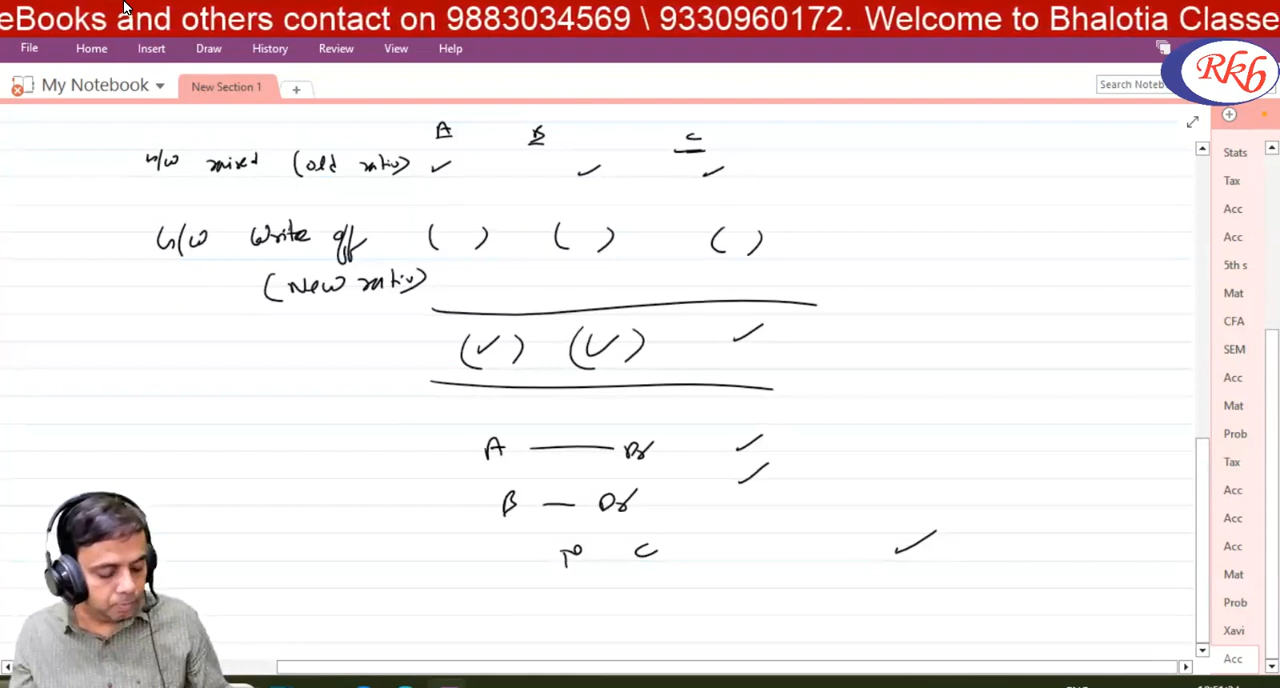 eBooks and others contact on 9883034569 \ 9330960172. Welcome to Bhalotia Classe
File Home Insert Draw History Review View Help
Rkb
My Notebook New Section 1 + Search Noteb
A B C
G/W raised (old ratio) ✓ ✓ ✓
G/W Write off ( ) ( ) ( )
(New ratio)
(✓) (✓) ✓
A — Dr ✓
✓
B — Dr
To C ✓
Stats
Tax
Acc
Acc
5th s
Mat
CFA
SEM
Acc
Mat
Prob
Tax
Acc
Acc
Acc
Mat
Prob
Xavi
Acc